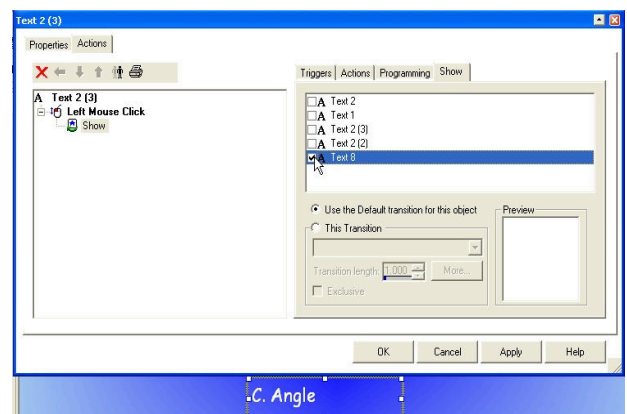 Text 2 (3)
Properties Actions
Triggers Actions Programming Show
A Text 2 (3)
Left Mouse Click
Show
A Text 2
A Text 1
A Text 2 (3)
A Text 2 (2)
A Text 8
Use the Default transition for this object
Preview
This Transition
Transition length: 1.000 More...
Exclusive
OK Cancel Apply Help
C. Angle